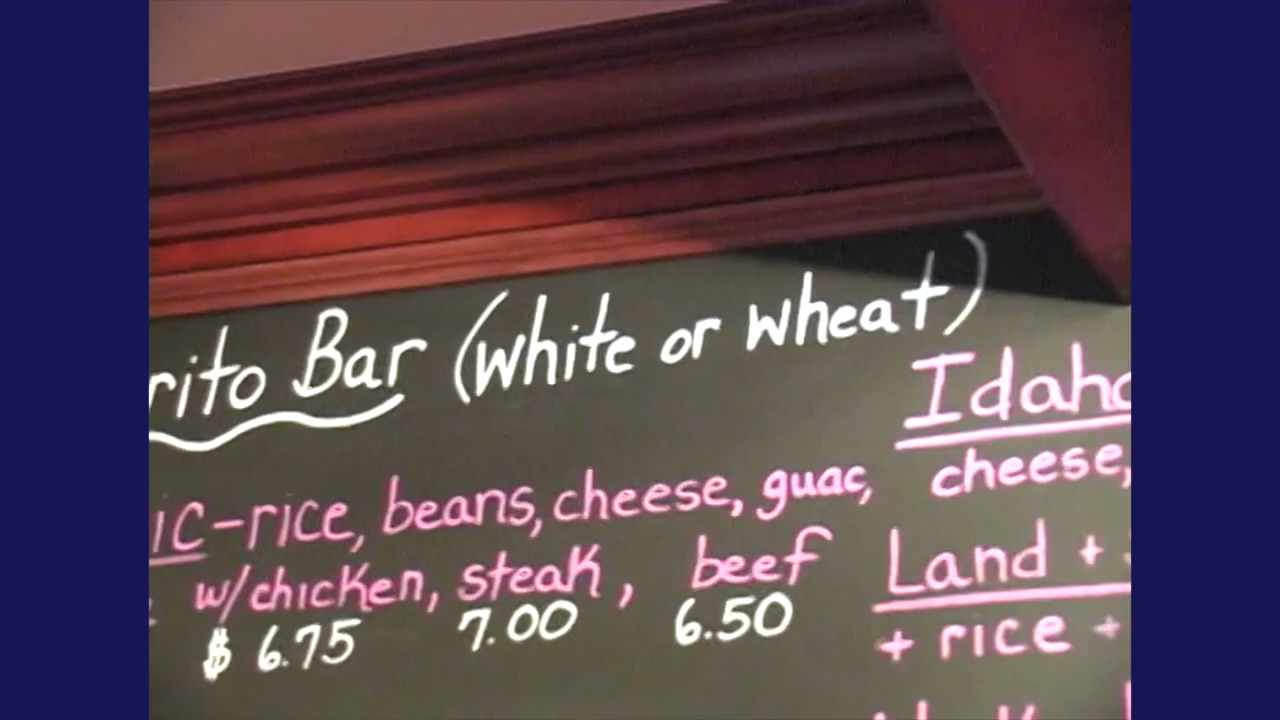 rito Bar (white or wheat)
IC-rice, beans, cheese, guac,
w/chicken, steak, beef
$ 6.75 7.00 6.50
Idaho
cheese,
Land +
+ rice +